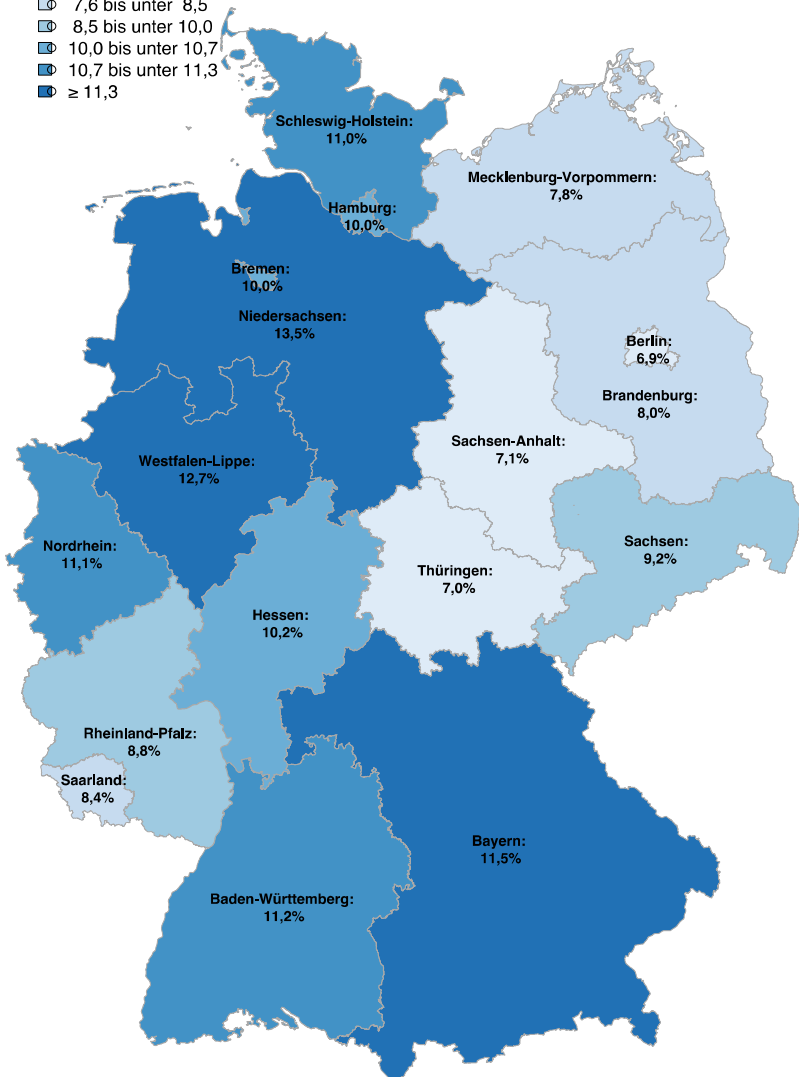 7,6 bis unter 8,5
8,5 bis unter 10,0
10,0 bis unter 10,7
10,7 bis unter 11,3
≥ 11,3
Schleswig-Holstein:
11,0%
Mecklenburg-Vorpommern:
7,8%
Hamburg:
10,0%
Bremen:
10,0%
Niedersachsen:
13,5%
Berlin:
6,9%
Brandenburg:
8,0%
Sachsen-Anhalt:
7,1%
Westfalen-Lippe:
12,7%
Nordrhein:
11,1%
Sachsen:
9,2%
Thüringen:
7,0%
Hessen:
10,2%
Rheinland-Pfalz:
8,8%
Saarland:
8,4%
Bayern:
11,5%
Baden-Württemberg:
11,2%